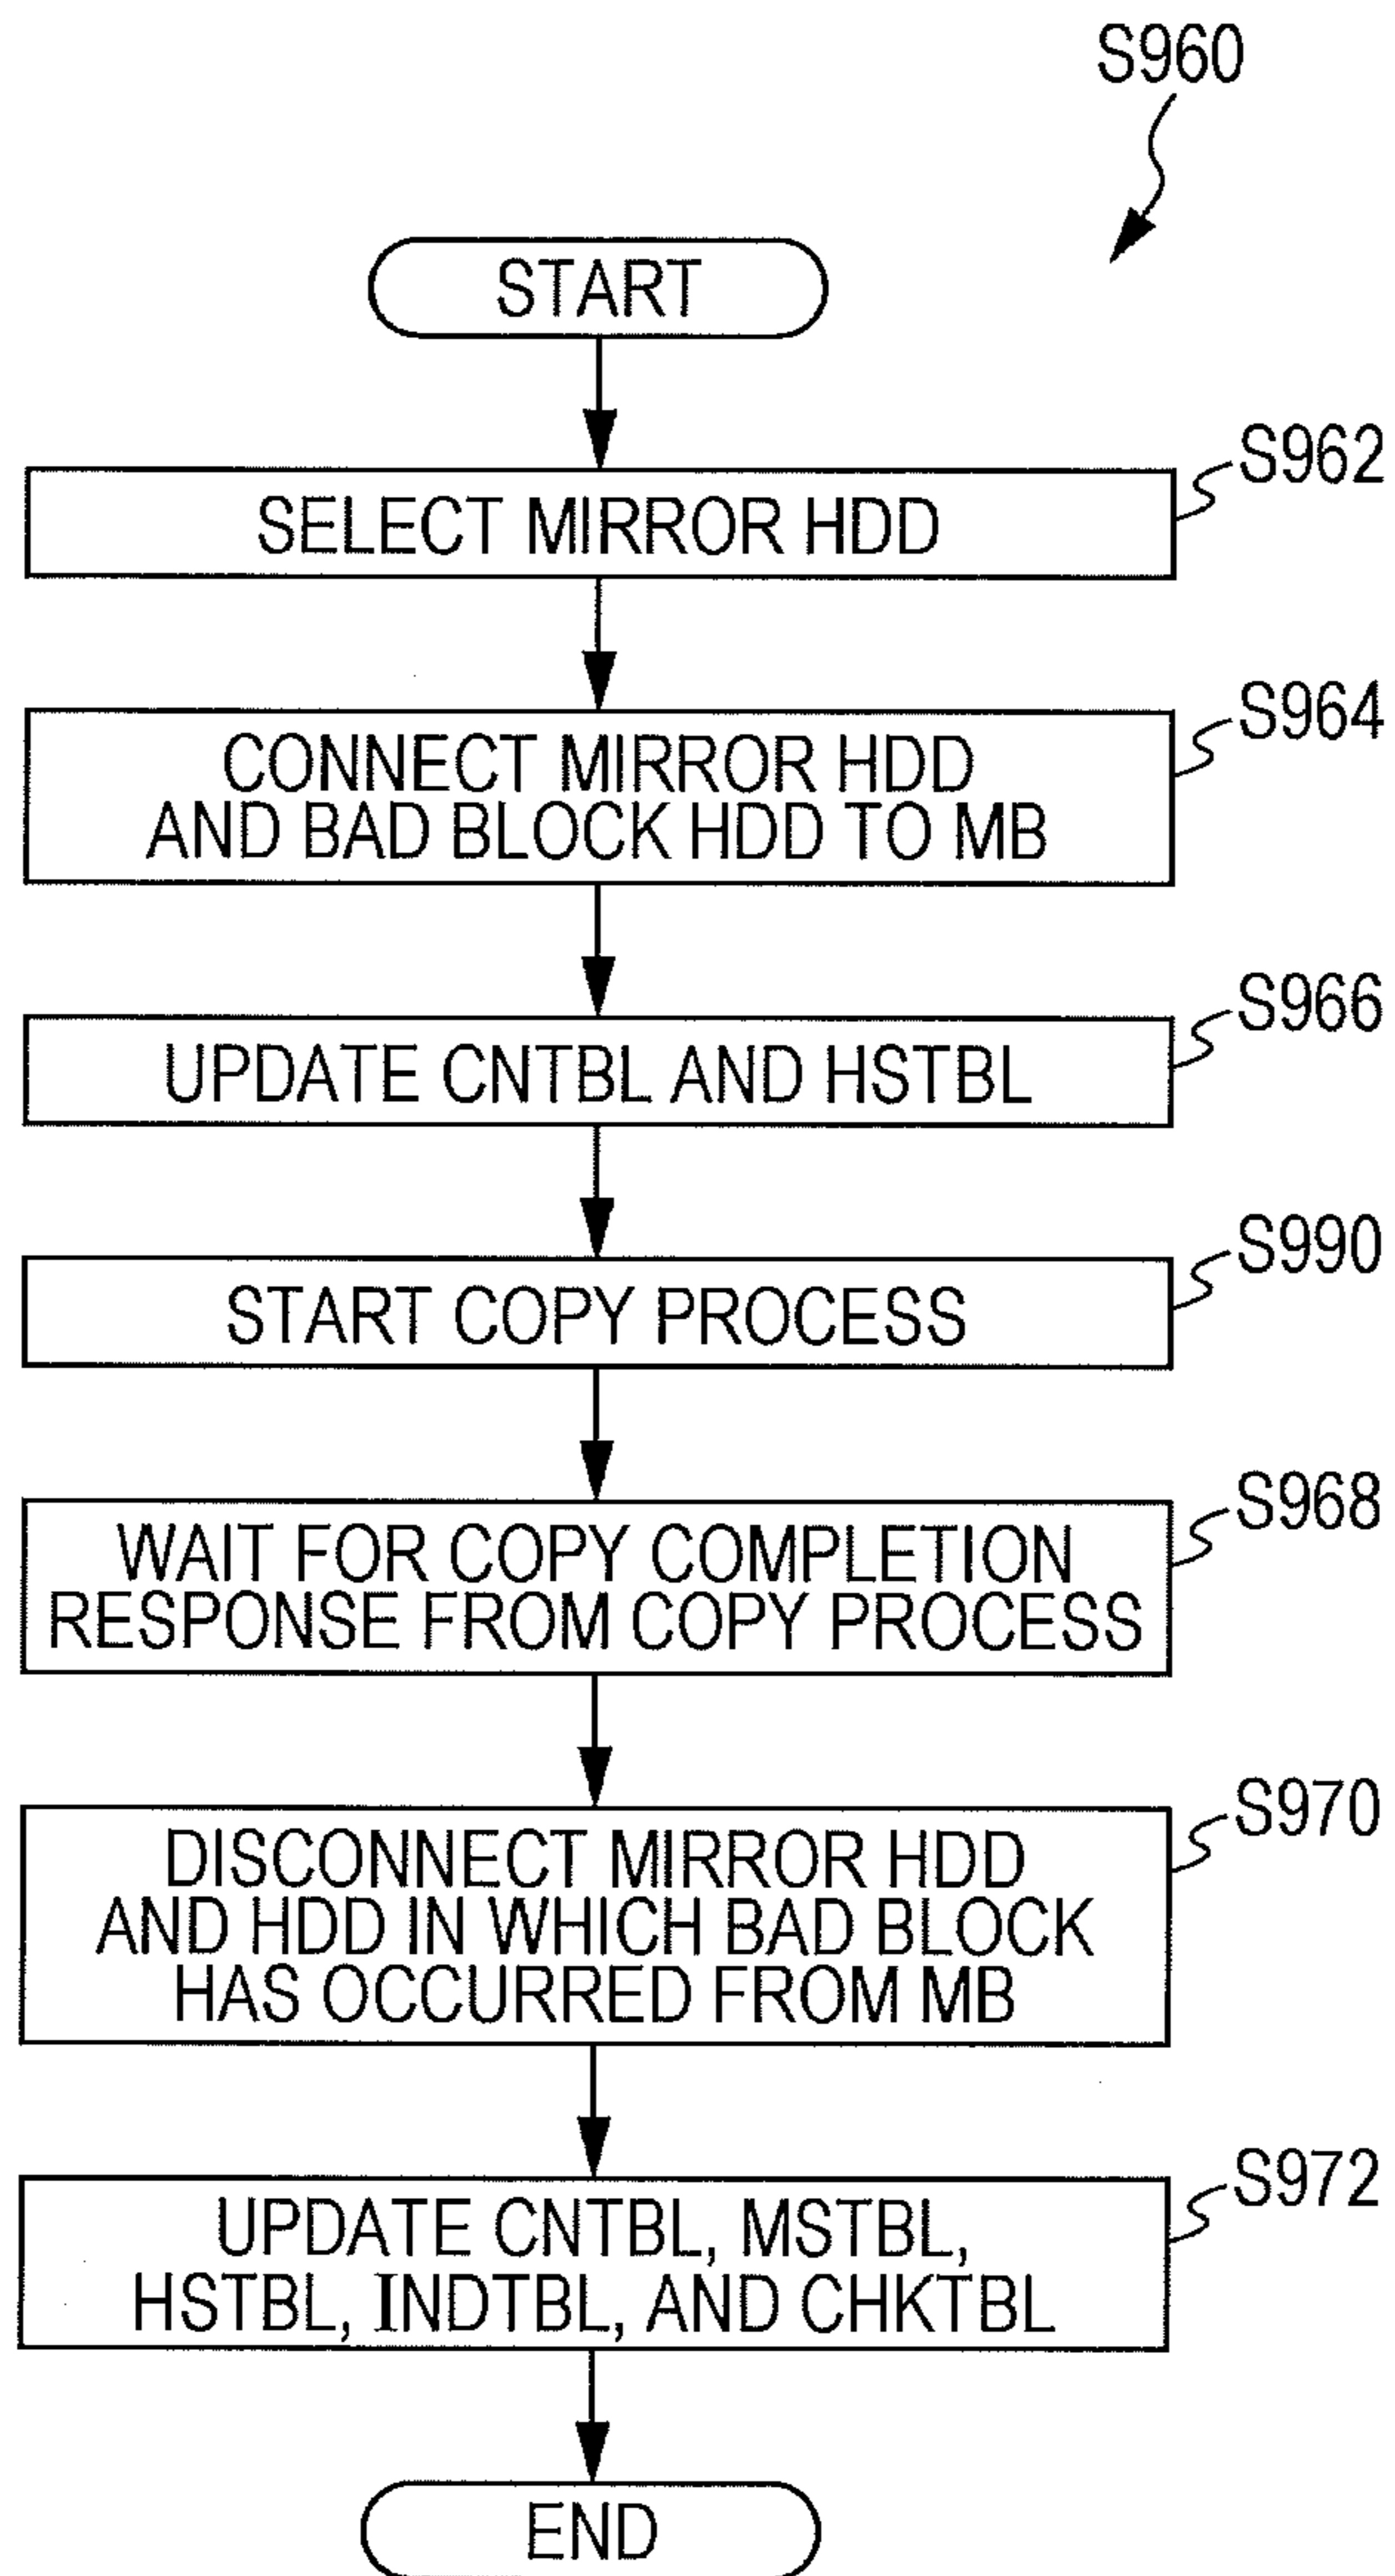 S960
START
S962
SELECT MIRROR HDD
S964
CONNECT MIRROR HDD
AND BAD BLOCK HDD TO MB
S966
UPDATE CNTBL AND HSTBL
S990
START COPY PROCESS
S968
WAIT FOR COPY COMPLETION
RESPONSE FROM COPY PROCESS
S970
DISCONNECT MIRROR HDD
AND HDD IN WHICH BAD BLOCK
HAS OCCURRED FROM MB
S972
UPDATE CNTBL, MSTBL,
HSTBL, INDTBL, AND CHKTBL
END